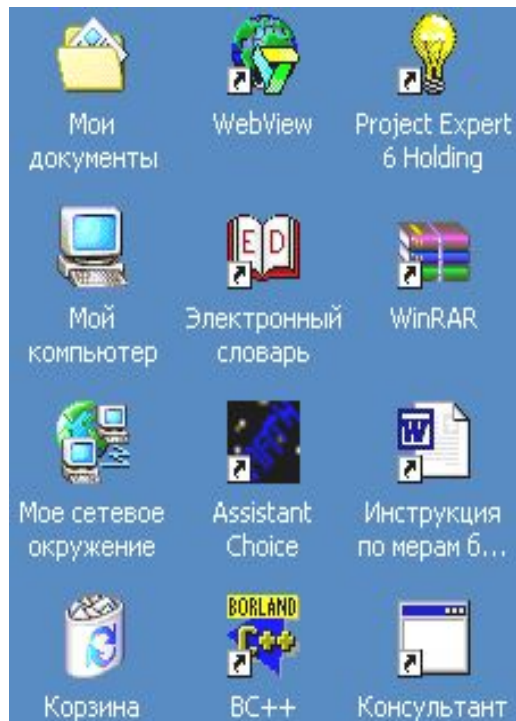 Мои
документы
WebView
Project Expert
6 Holding
Мой
компьютер
ED
Электронный
словарь
WinRAR
Мое сетевое
окружение
Assistant
Choice
W
Инструкция
по мерам б...
Корзина
BORLAND
C++
BC++
Консультант